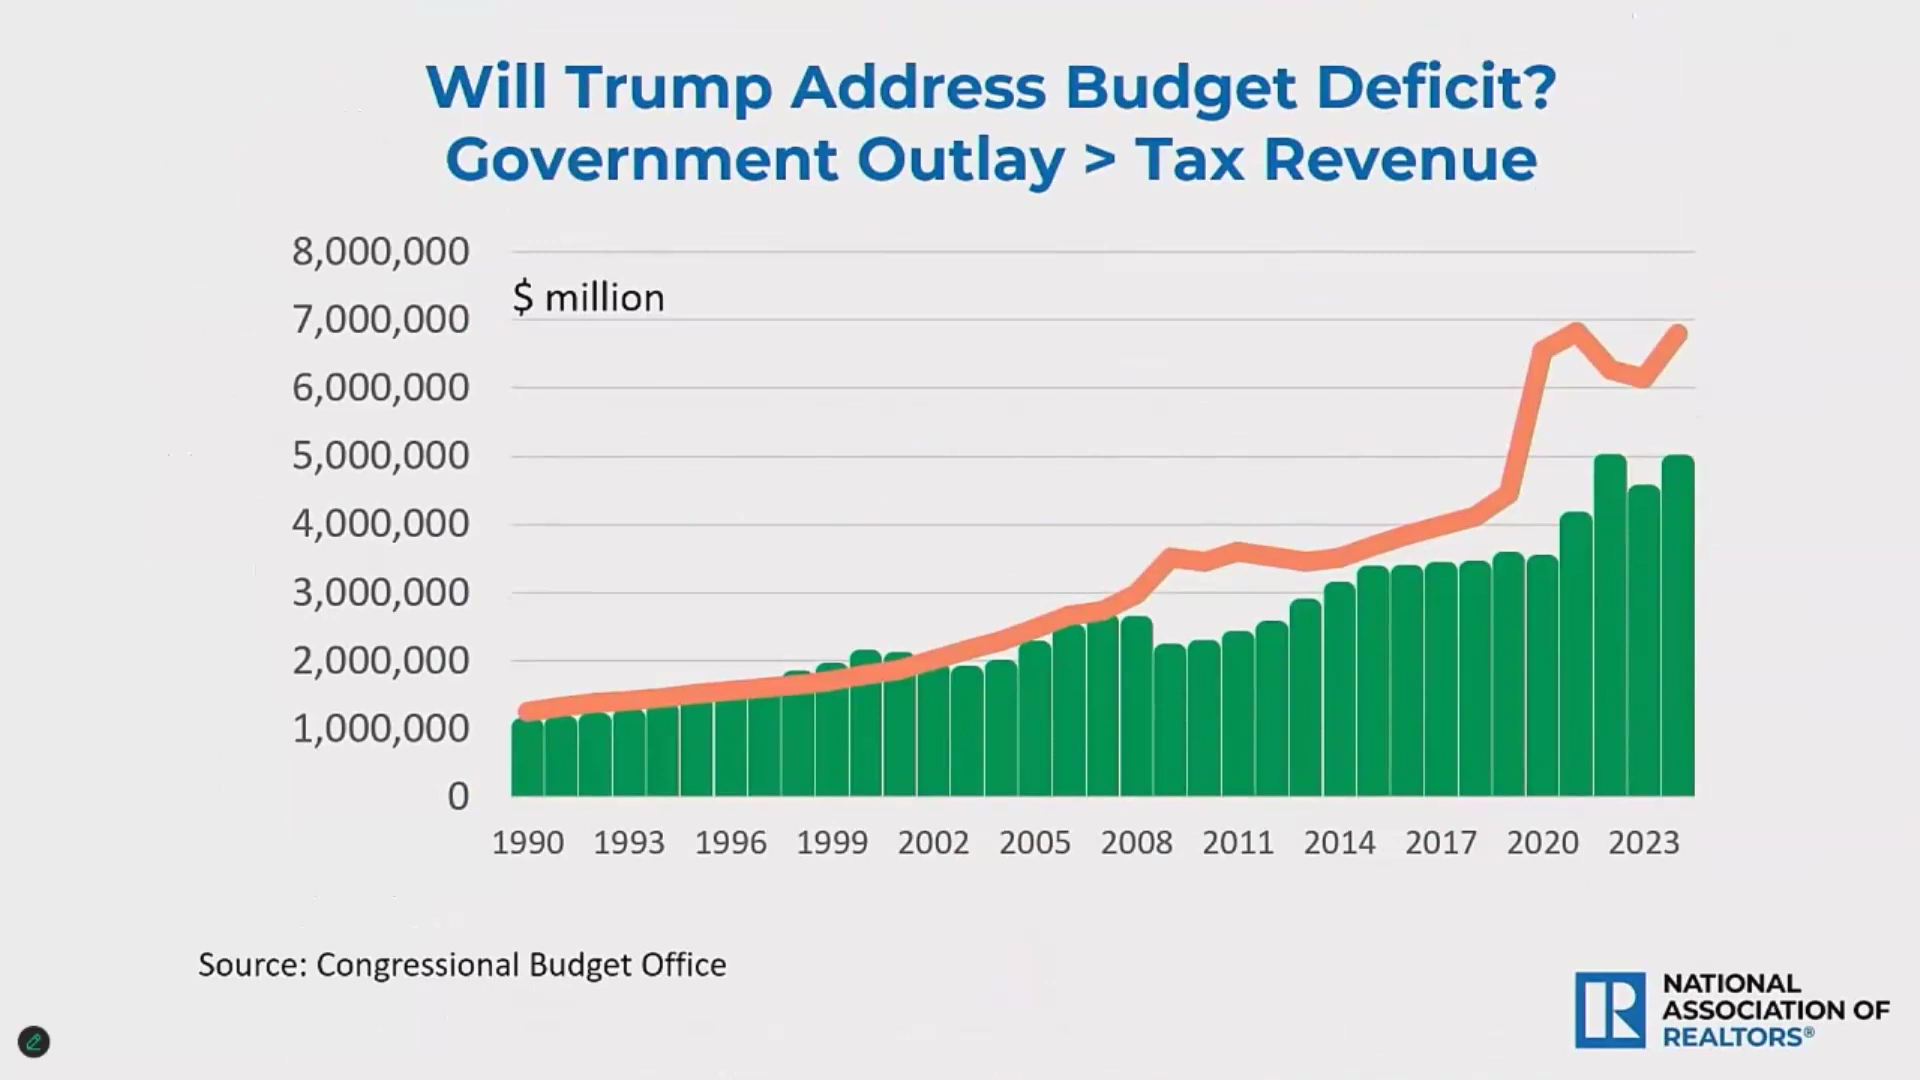 Will Trump Address Budget Deficit?
Government Outlay > Tax Revenue
8,000,000
$ million
7,000,000
6,000,000
5,000,000
4,000,000
3,000,000
2,000,000
1,000,000
0
1990 1993 1996 1999 2002 2005 2008 2011 2014 2017 2020 2023
Source: Congressional Budget Office
NATIONAL
ASSOCIATION OF
REALTORS®